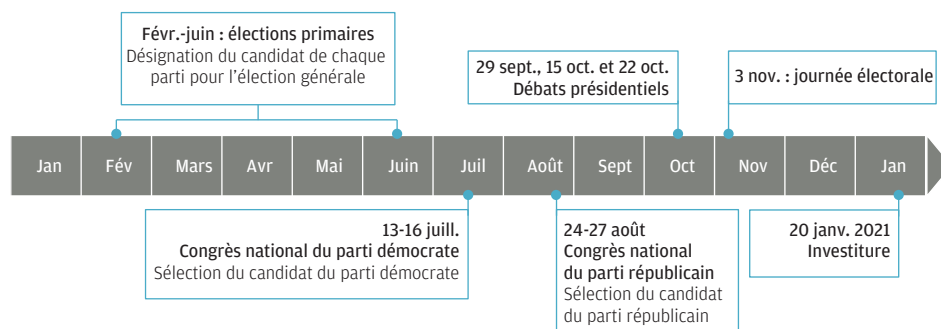 Févr.-juin : élections primaires
Désignation du candidat de chaque
parti pour l'élection générale
29 sept., 15 oct. et 22 oct.
Débats présidentiels
3 nov. : journée électorale
Jan Fév Mars Avr Mai Juin Juil Août Sept Oct Nov Déc Jan
13-16 juill.
Congrès national du parti démocrate
Sélection du candidat du parti démocrate
24-27 août
Congrès national
du parti républicain
Sélection du candidat
du parti républicain
20 janv. 2021
Investiture